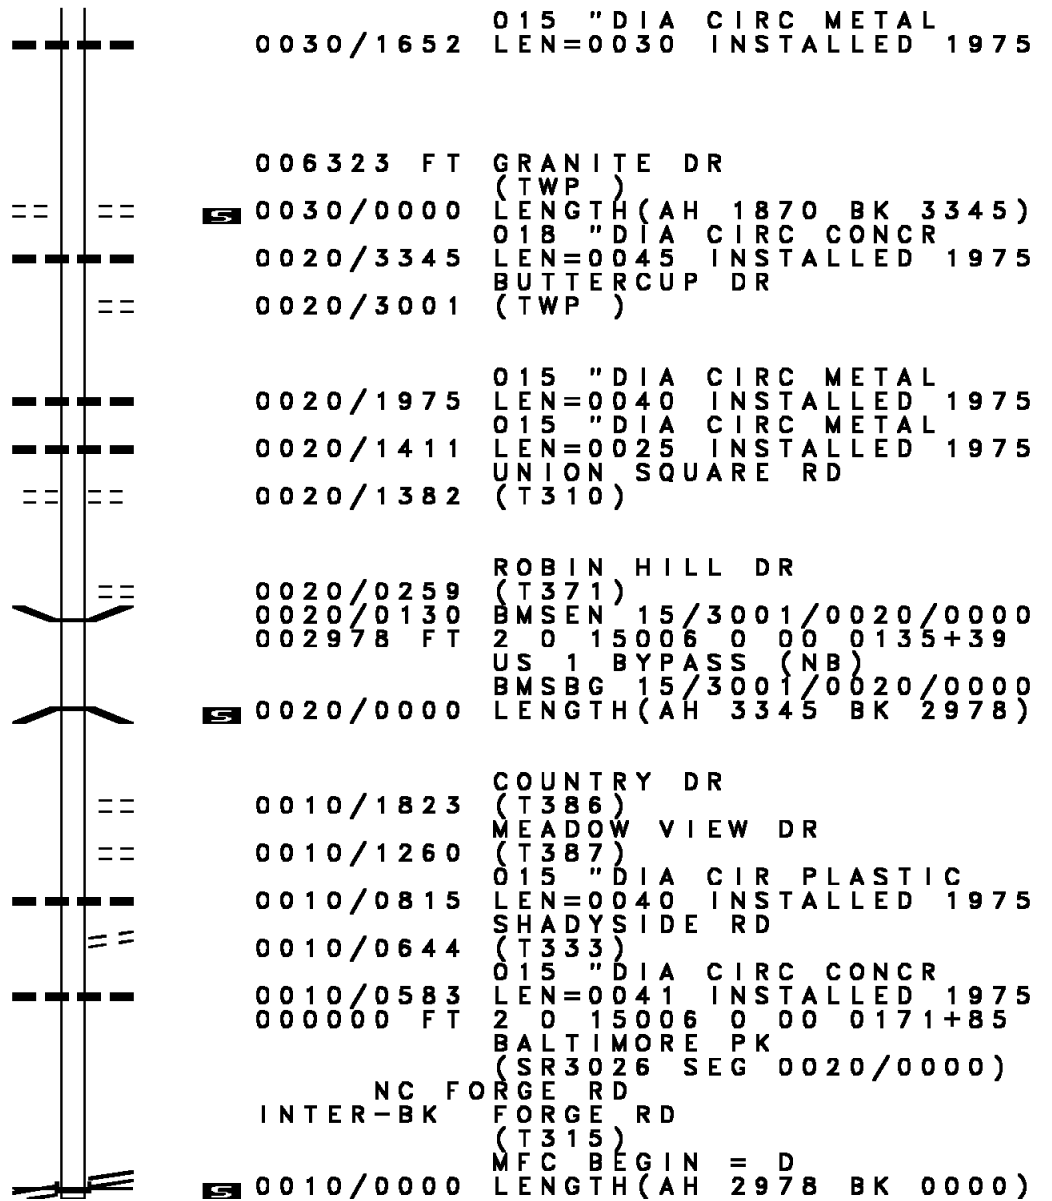 015 "DIA CIRC METAL
0030/1652 LEN=0030 INSTALLED 1975
006323 FT GRANITE DR
(TWP )
S 0030/0000 LENGTH(AH 1870 BK 3345)
018 "DIA CIRC CONCR
0020/3345 LEN=0045 INSTALLED 1975
BUTTERCUP DR
0020/3001 (TWP )
015 "DIA CIRC METAL
0020/1975 LEN=0040 INSTALLED 1975
015 "DIA CIRC METAL
0020/1411 LEN=0025 INSTALLED 1975
UNION SQUARE RD
0020/1382 (T310)
ROBIN HILL DR
0020/0259 (T371)
0020/0130 BMSEN 15/3001/0020/0000
002978 FT 2 0 15006 0 00 0135+39
US 1 BYPASS (NB)
BMSBG 15/3001/0020/0000
S 0020/0000 LENGTH(AH 3345 BK 2978)
COUNTRY DR
0010/1823 (T386)
MEADOW VIEW DR
0010/1260 (T387)
015 "DIA CIR PLASTIC
0010/0815 LEN=0040 INSTALLED 1975
SHADYSIDE RD
0010/0644 (T333)
015 "DIA CIRC CONCR
0010/0583 LEN=0041 INSTALLED 1975
000000 FT 2 0 15006 0 00 0171+85
BALTIMORE PK
(SR3026 SEG 0020/0000)
NC FORGE RD
INTER-BK FORGE RD
(T315)
MFC BEGIN = D
S 0010/0000 LENGTH(AH 2978 BK 0000)